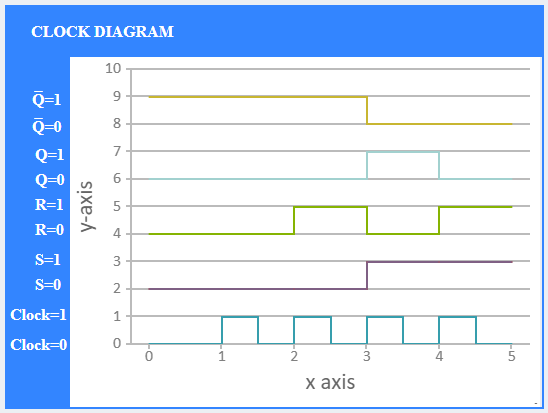 CLOCK DIAGRAM
10
9
8
7
6
5
4
3
2
1
0
Q̅=1
Q̅=0
Q=1
Q=0
R=1
R=0
S=1
S=0
Clock=1
Clock=0
y-axis
0 1 2 3 4 5
x axis